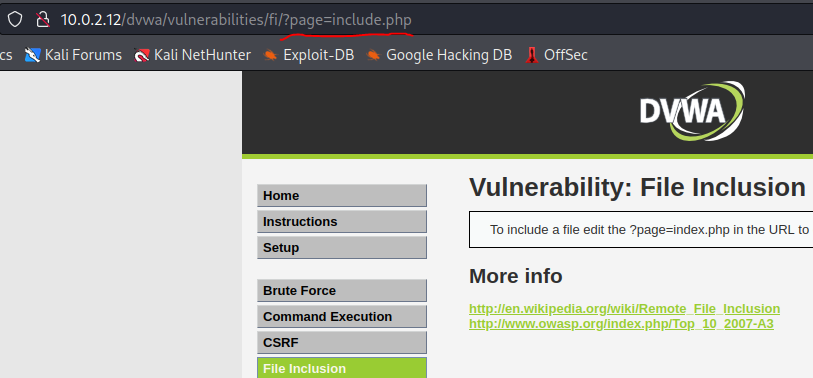 10.0.2.12/dvwa/vulnerabilities/fi/?page=include.php
cs Kali Forums Kali NetHunter Exploit-DB Google Hacking DB OffSec
DVWA
Home
Instructions
Setup
Brute Force
Command Execution
CSRF
File Inclusion
Vulnerability: File Inclusion
To include a file edit the ?page=index.php in the URL to
More info
http://en.wikipedia.org/wiki/Remote_File_Inclusion
http://www.owasp.org/index.php/Top_10_2007-A3